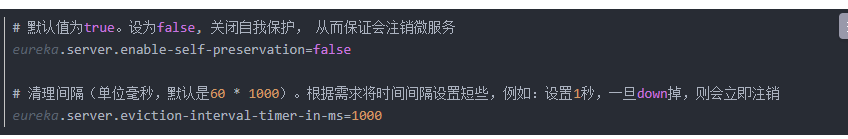 # 默认值为true。设为false, 关闭自我保护， 从而保证会注销微服务
eureka.server.enable-self-preservation=false
# 清理间隔（单位毫秒，默认是60 * 1000）。根据需求将时间间隔设置短些，例如：设置1秒，一旦down掉，则会立即注销
eureka.server.eviction-interval-timer-in-ms=1000